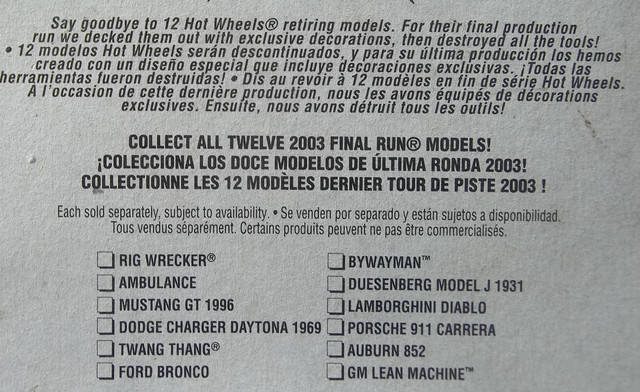 Say goodbye to 12 Hot Wheels® retiring models. For their final production
run we decked them out with exclusive decorations, then destroyed all the tools!
• 12 modelos Hot Wheels serán descontinuados, y para su última producción los hemos
creado con un diseño especial que incluye decoraciones exclusivas. ¡Todas las
herramientas fueron destruidas! • Dis au revoir à 12 modèles en fin de série Hot Wheels.
A l'occasion de cette dernière production, nous les avons équipés de décorations
exclusives. Ensuite, nous avons détruit tous les outils!
COLLECT ALL TWELVE 2003 FINAL RUN® MODELS!
¡COLECCIONA LOS DOCE MODELOS DE ÚLTIMA RONDA 2003!
COLLECTIONNE LES 12 MODÈLES DERNIER TOUR DE PISTE 2003 !
Each sold separately, subject to availability. • Se venden por separado y están sujetos a disponibilidad.
Tous vendus séparément. Certains produits peuvent ne pas être commercialisés.
RIG WRECKER®
AMBULANCE
MUSTANG GT 1996
DODGE CHARGER DAYTONA 1969
TWANG THANG®
FORD BRONCO
BYWAYMAN™
DUESENBERG MODEL J 1931
LAMBORGHINI DIABLO
PORSCHE 911 CARRERA
AUBURN 852
GM LEAN MACHINE™